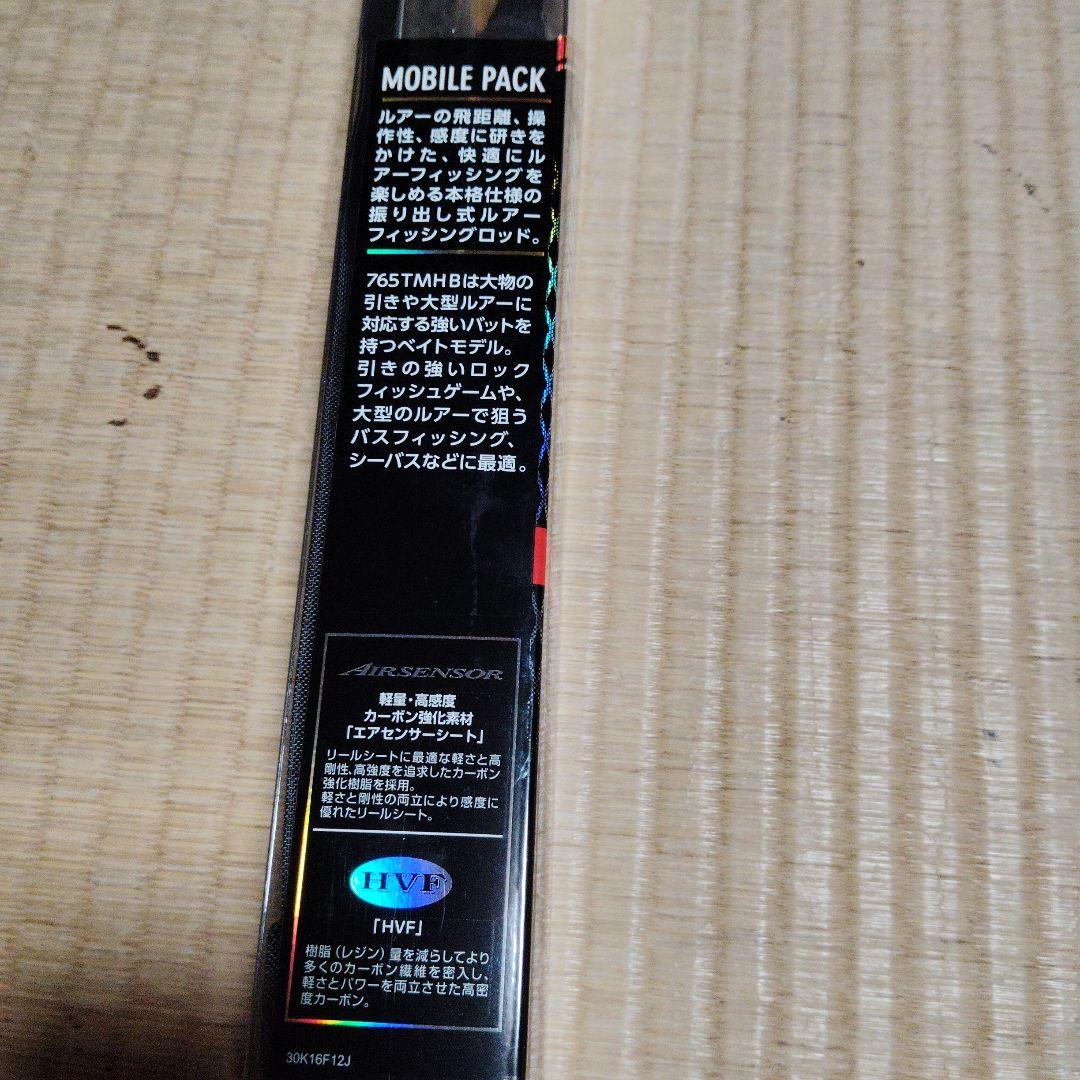 MOBILE PACK
ルアーの飛距離、操
作性、感度に研きを
かけた、快適にル
アーフィッシングを
楽しめる本格仕様の
振り出し式ルアー
フィッシングロッド。
765TMHBは大物の
引きや大型ルアーに
対応する強いバットを
持つベイトモデル。
引きの強いロック
フィッシュゲームや、
大型のルアーで狙う
バスフィッシング、
シーバスなどに最適。
AIRSENSOR
軽量・高感度
カーボン強化素材
「エアセンサーシート」
リールシートに最適な軽さと高
剛性、高強度を追求したカーボン
強化樹脂を採用。
軽さと剛性の両立により感度に
優れたリールシート。
HVF
「HVF」
樹脂（レジン）量を減らしてより
多くのカーボン繊維を密入し、
軽さとパワーを両立させた高密
度カーボン。
30K16F12J